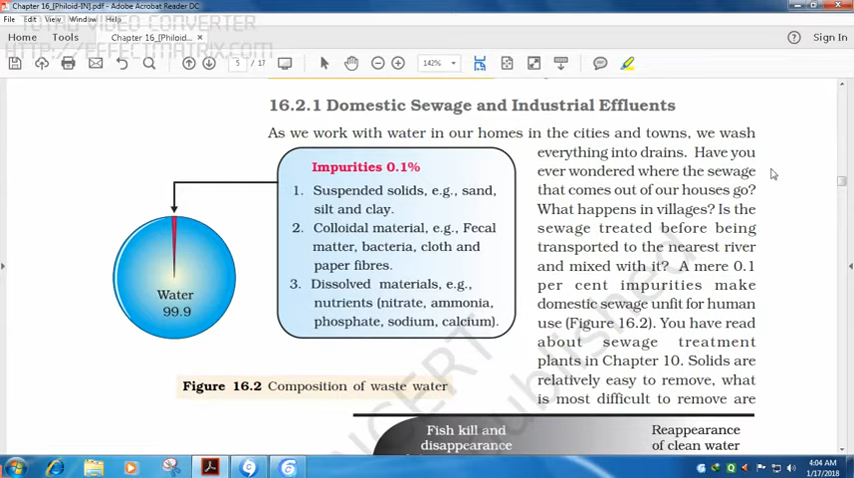 Chapter 16_[Philoid-IN].pdf - Adobe Acrobat Reader DC
File Edit View Window Help
TOTAL VIDEO CONVERTER
Home Tools Chapter 16_[Philoid... × Sign In
HTTP://EFFECTMATRIX.COM
5 / 17 142%
16.2.1 Domestic Sewage and Industrial Effluents
As we work with water in our homes in the cities and towns, we wash
everything into drains. Have you
ever wondered where the sewage
that comes out of our houses go?
What happens in villages? Is the
sewage treated before being
transported to the nearest river
and mixed with it? A mere 0.1
per cent impurities make
domestic sewage unfit for human
use (Figure 16.2). You have read
about sewage treatment
plants in Chapter 10. Solids are
relatively easy to remove, what
is most difficult to remove are
Impurities 0.1%
1. Suspended solids, e.g., sand,
silt and clay.
2. Colloidal material, e.g., Fecal
matter, bacteria, cloth and
paper fibres.
3. Dissolved materials, e.g.,
nutrients (nitrate, ammonia,
phosphate, sodium, calcium).
Water
99.9
Figure 16.2 Composition of waste water
Fish kill and
disappearance
Reappearance
of clean water
NCERT
published
4:04 AM
1/17/2018